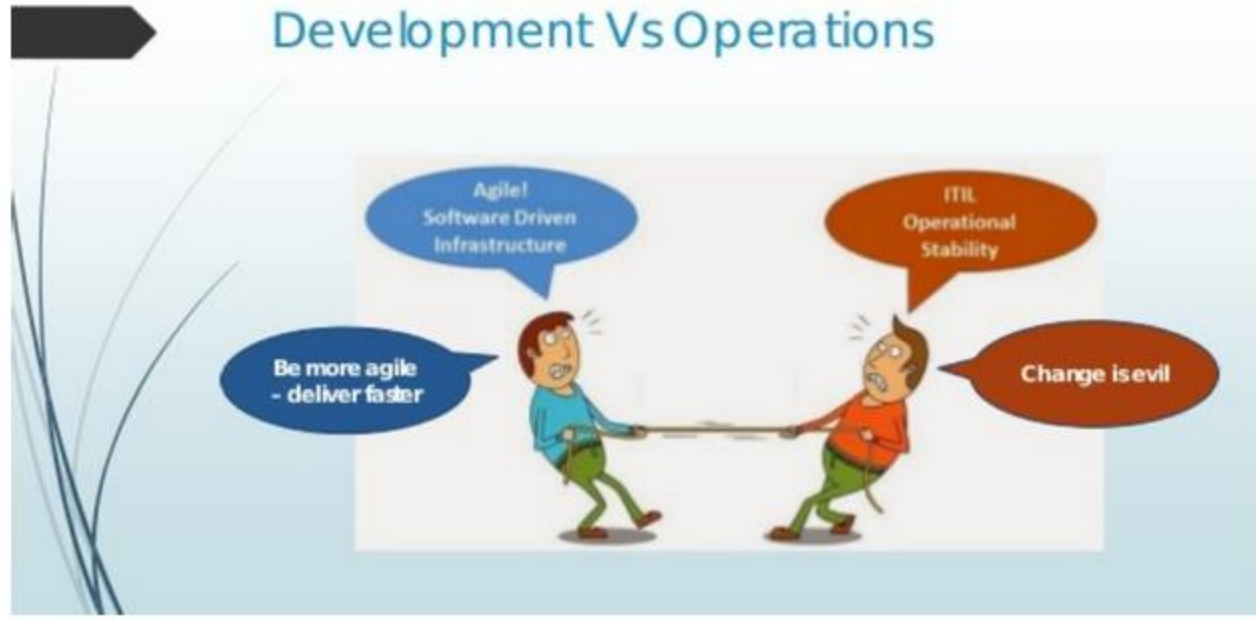 Development Vs Operations
Agile!
Software Driven
Infrastructure
ITIL
Operational
Stability
Be more agile
– deliver faster
Change is evil